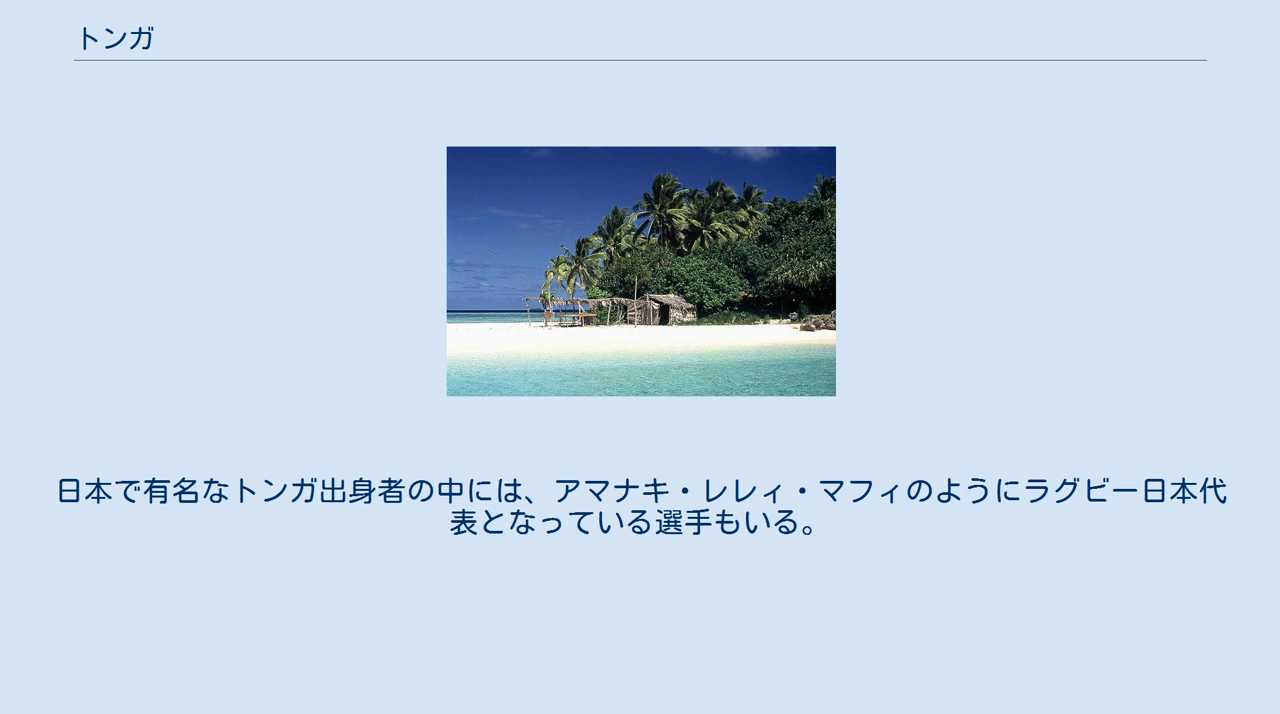 トンガ
日本で有名なトンガ出身者の中には、アマナキ・レレィ・マフィのようにラグビー日本代
表となっている選手もいる。